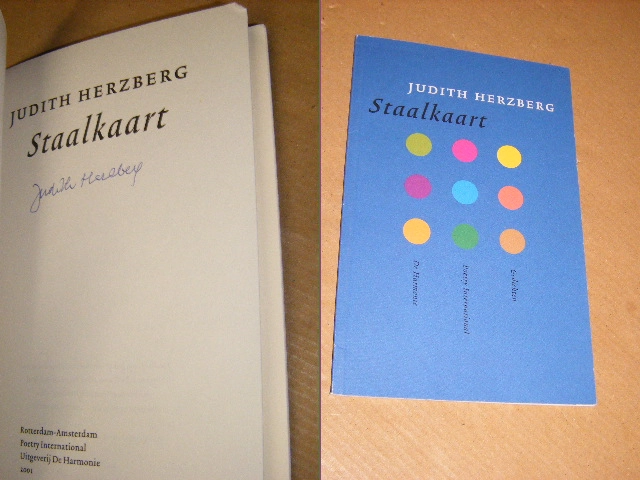 JUDITH HERZBERG
Staalkaart
Judith Herzberg
Rotterdam-Amsterdam
Poetry International
Uitgeverij De Harmonie
2001
JUDITH HERZBERG
Staalkaart
De Harmonie
Poetry International
Gedichten